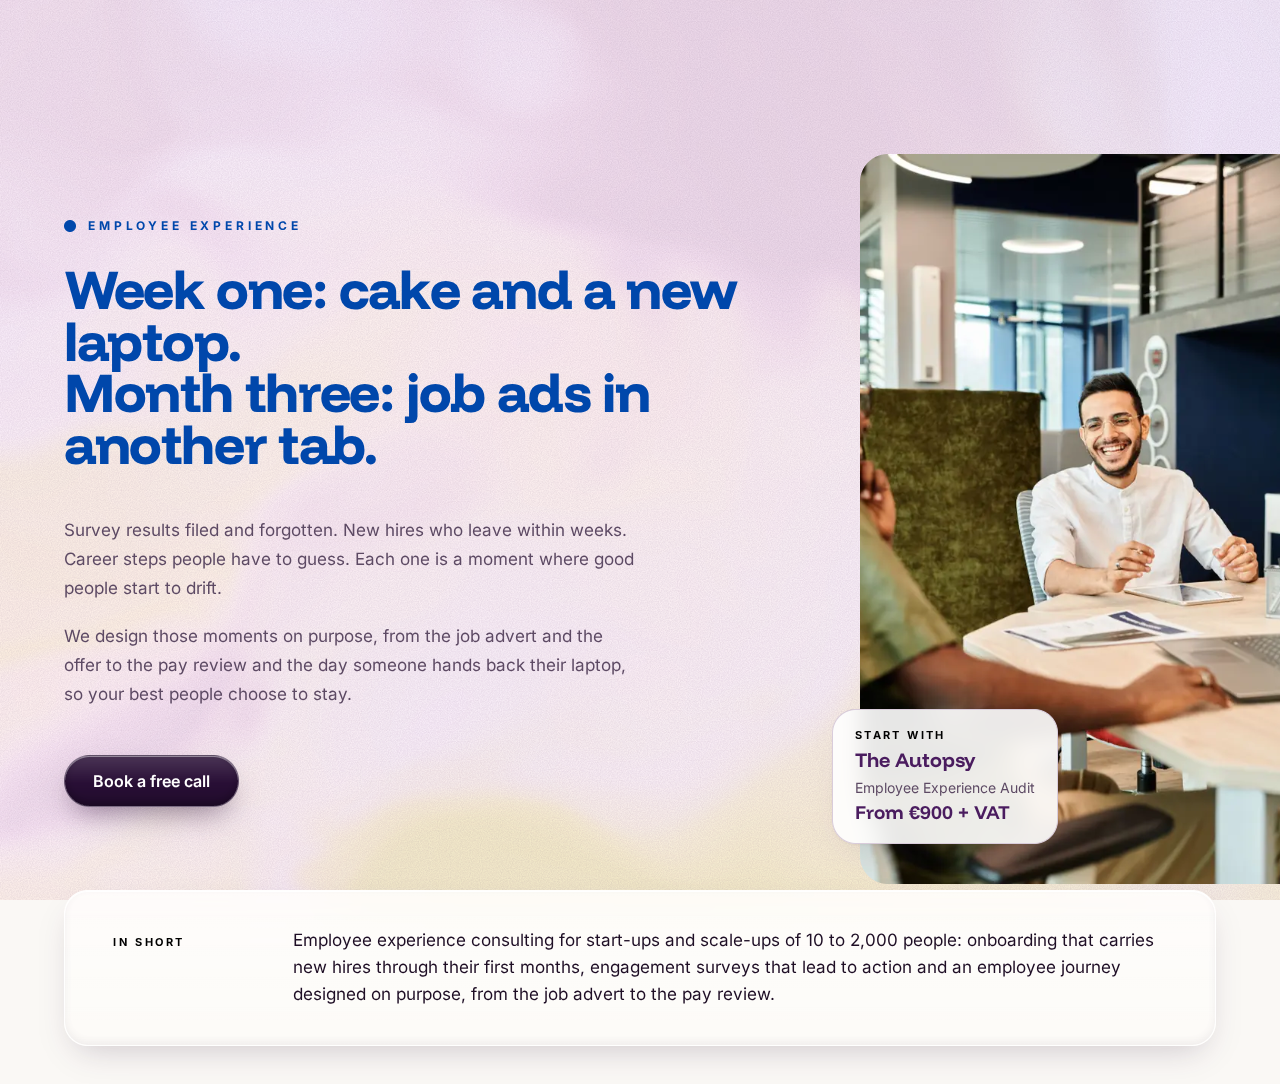 EMPLOYEE EXPERIENCE
Week one: cake and a new
laptop.
Month three: job ads in
another tab.
Survey results filed and forgotten. New hires who leave within weeks.
Career steps people have to guess. Each one is a moment where good
people start to drift.
We design those moments on purpose, from the job advert and the
offer to the pay review and the day someone hands back their laptop,
so your best people choose to stay.
Book a free call
START WITH
The Autopsy
Employee Experience Audit
From €900 + VAT
IN SHORT
Employee experience consulting for start-ups and scale-ups of 10 to 2,000 people: onboarding that carries
new hires through their first months, engagement surveys that lead to action and an employee journey
designed on purpose, from the job advert to the pay review.